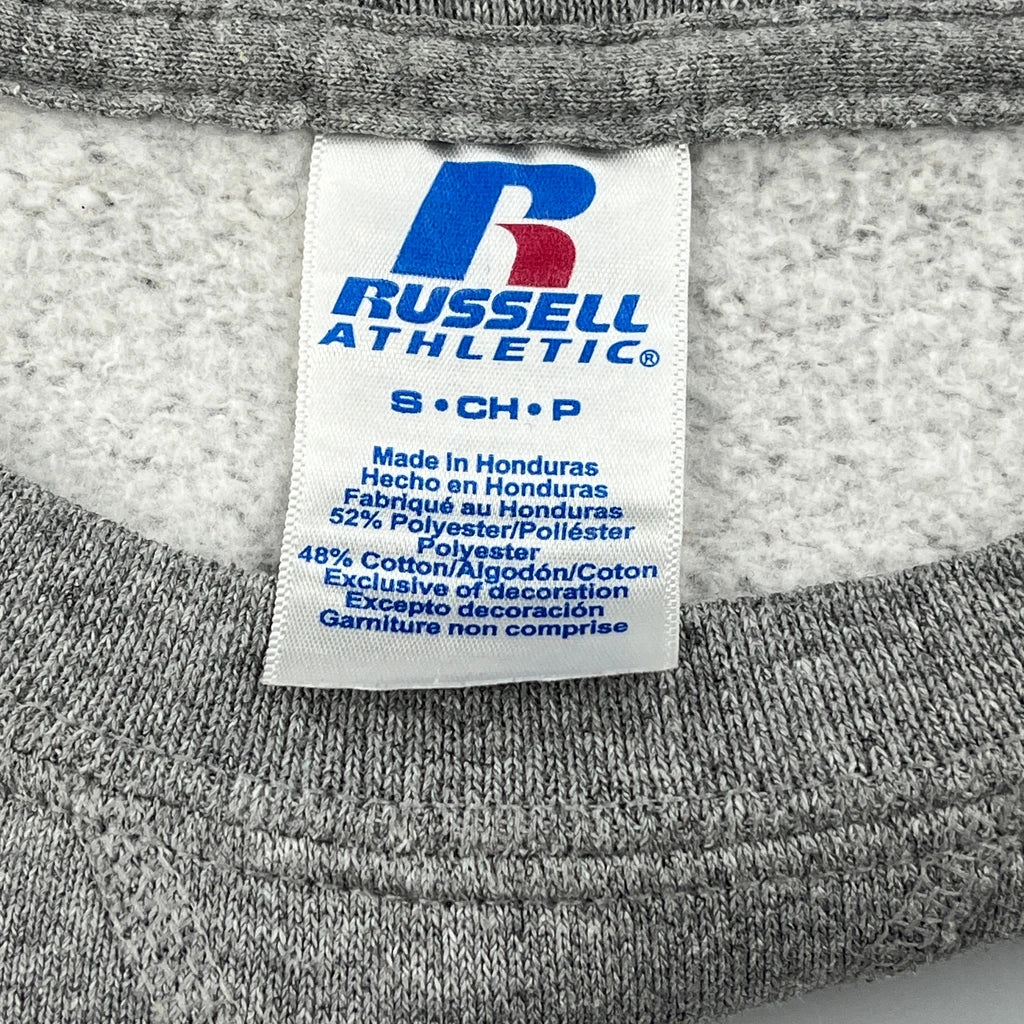 R
RUSSELL
ATHLETIC®
S • CH • P
Made In Honduras
Hecho en Honduras
Fabriqué au Honduras
52% Polyester/Poliéster
Polyester
48% Cotton/Algodón/Coton
Exclusive of decoration
Excepto decoración
Garniture non comprise